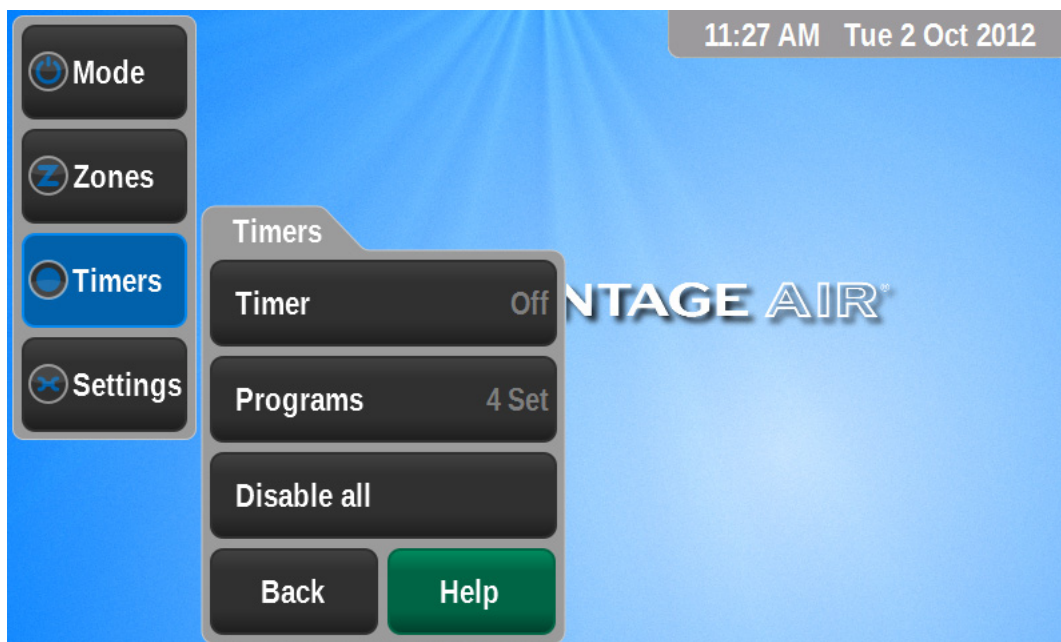 11:27 AM Tue 2 Oct 2012
Mode
Zones
Timers
Settings
Timers
Timer Off
Programs 4 Set
Disable all
Back Help
NTAGE AIR®